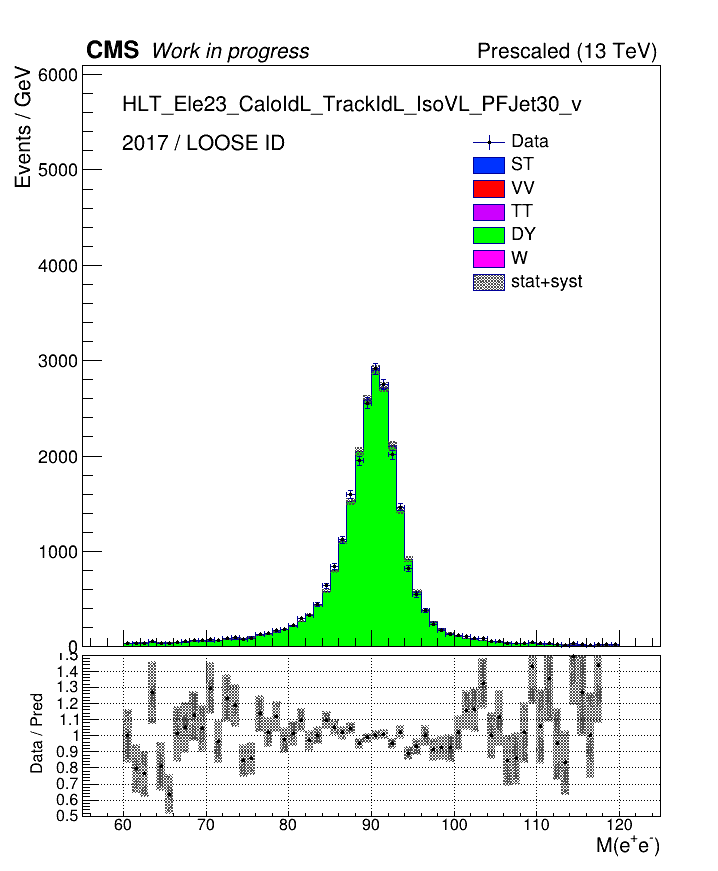 CMS Work in progress Prescaled (13 TeV)
Events / GeV
6000
HLT_Ele23_CaloIdL_TrackIdL_IsoVL_PFJet30_v
2017 / LOOSE ID
Data
ST
5000
VV
TT
DY
4000
W
stat+syst
3000
2000
1000
0
Data / Pred
1.5
1.4
1.3
1.2
1.1
1
0.9
0.8
0.7
0.6
0.5
60 70 80 90 100 110 120
M(e+e-)